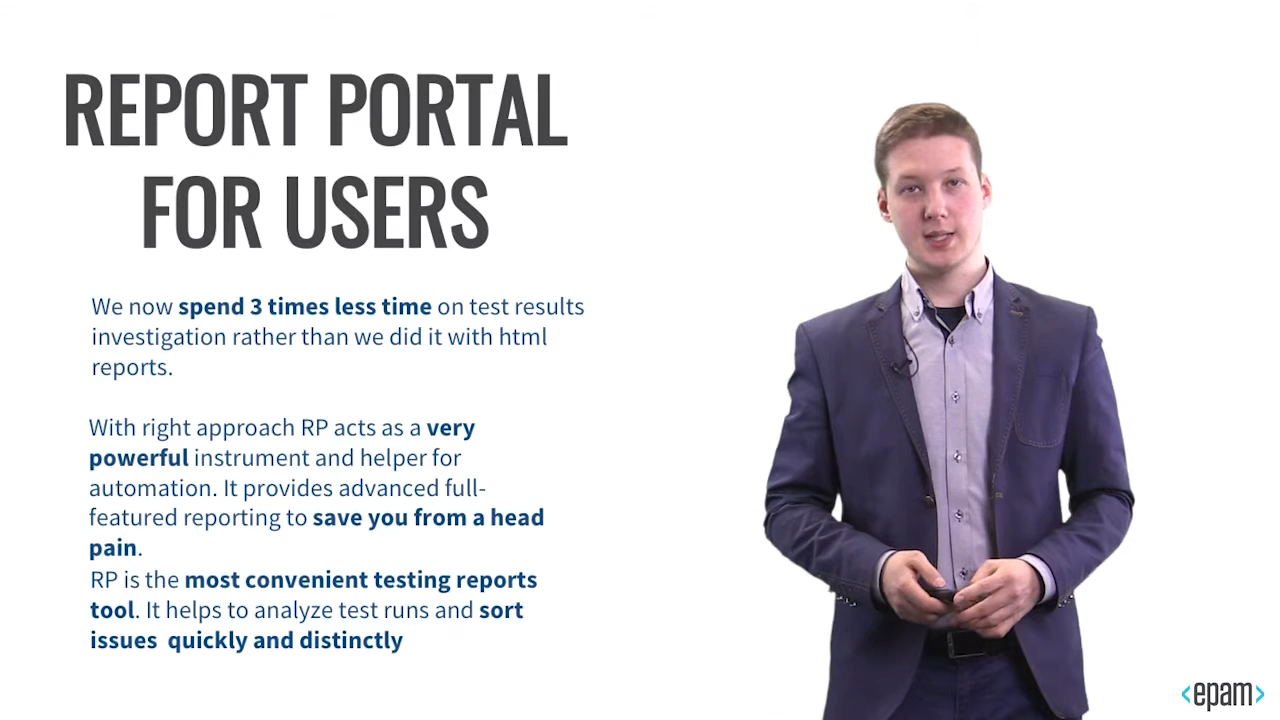 REPORT PORTAL
FOR USERS
We now spend 3 times less time on test results
investigation rather than we did it with html
reports.
With right approach RP acts as a very
powerful instrument and helper for
automation. It provides advanced full-
featured reporting to save you from a head
pain.
RP is the most convenient testing reports
tool. It helps to analyze test runs and sort
issues  quickly and distinctly
<epam>